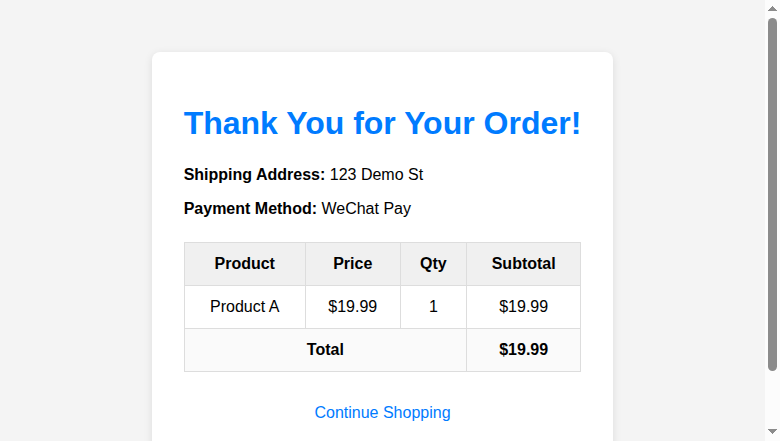 Thank You for Your Order!
Shipping Address: 123 Demo St
Payment Method: WeChat Pay
Product Price Qty Subtotal
Product A $19.99 1 $19.99
Total $19.99
Continue Shopping